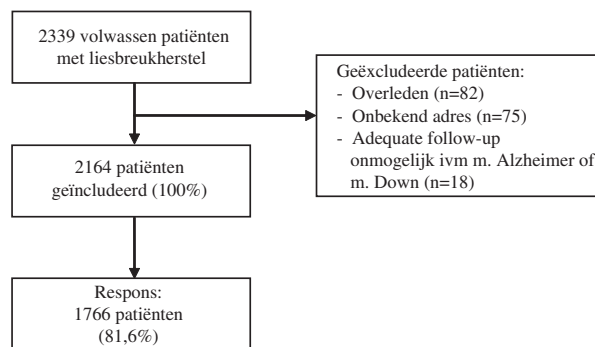 2339 volwassen patiënten
met liesbreukherstel
Geëxcludeerde patiënten:
- Overleden (n=82)
- Onbekend adres (n=75)
- Adequate follow-up
onmogelijk ivm m. Alzheimer of
m. Down (n=18)
2164 patiënten
geïncludeerd (100%)
Respons:
1766 patiënten
(81,6%)